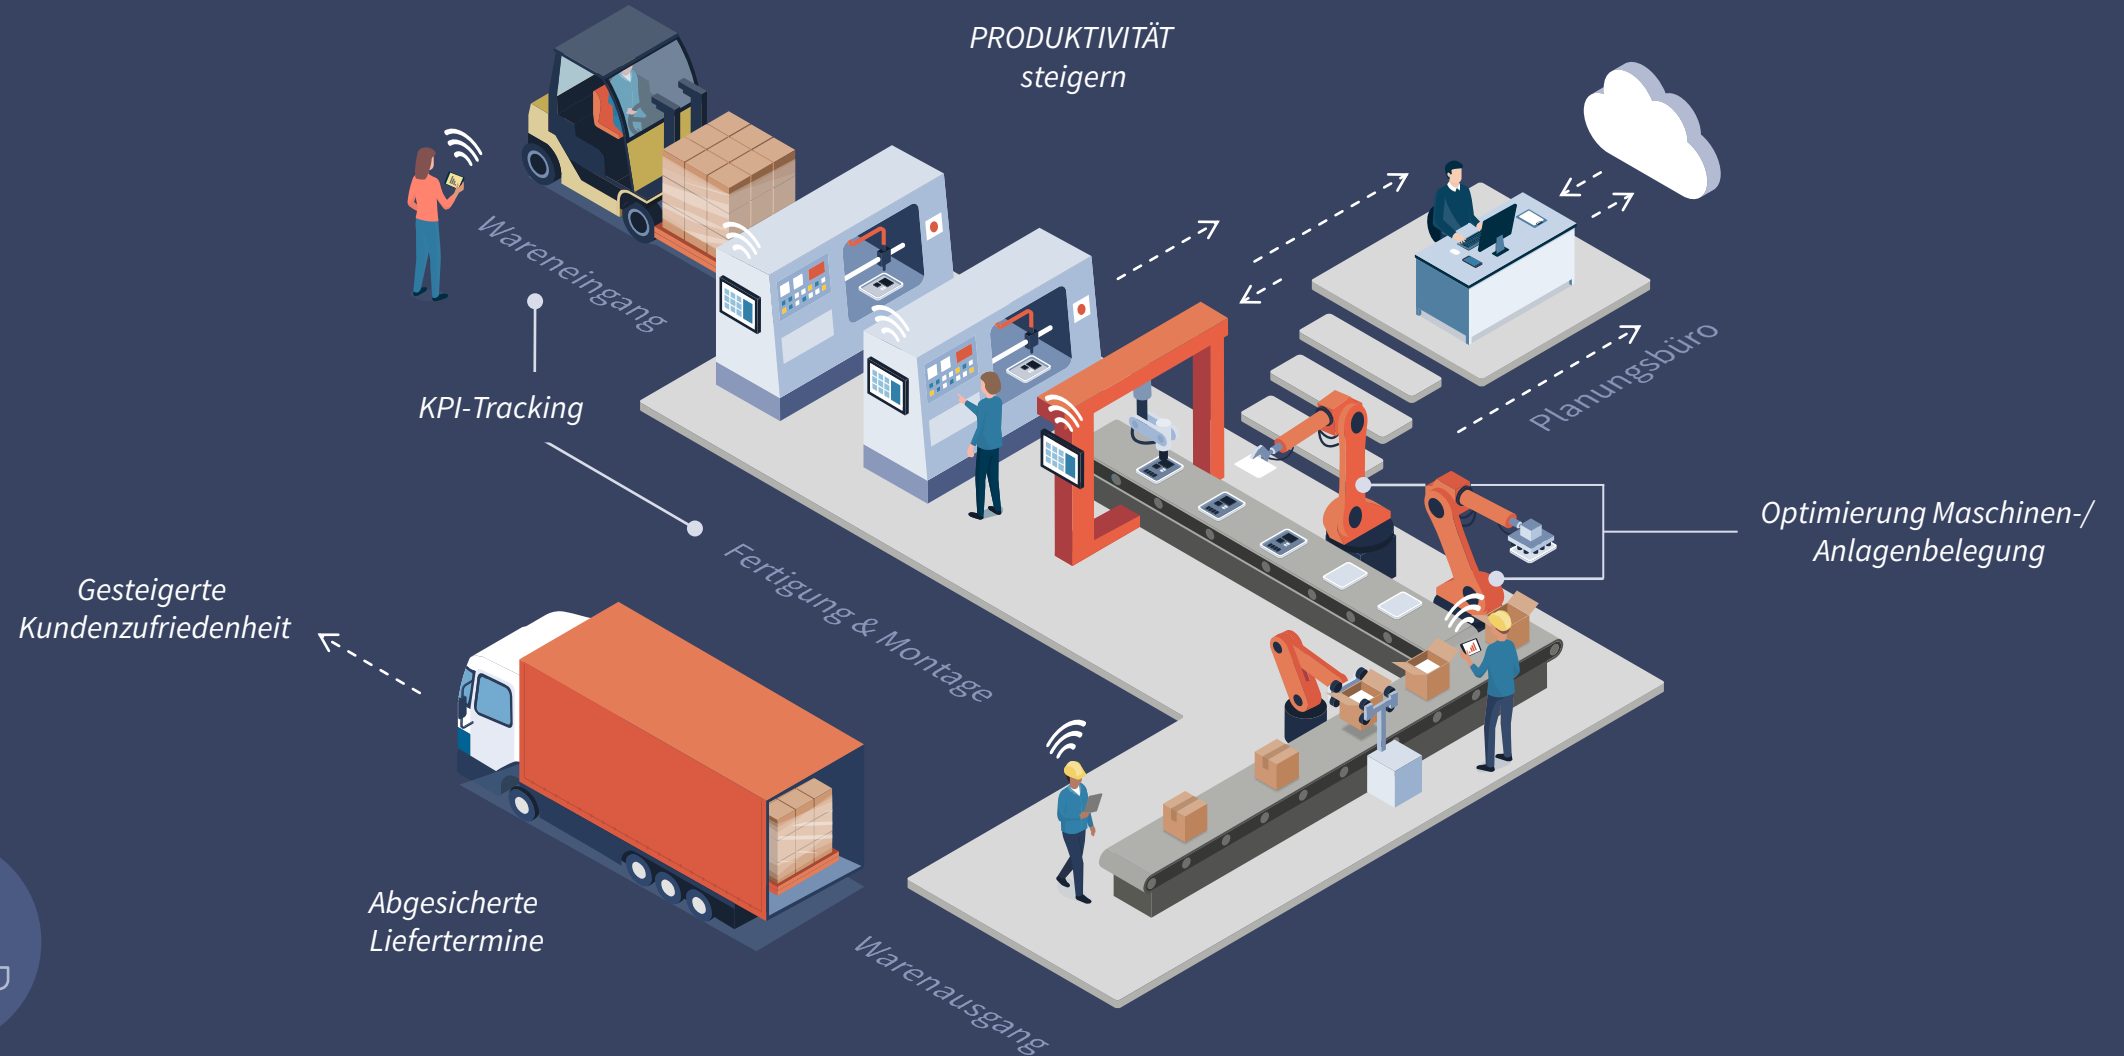 PRODUKTIVITÄT
steigern
Wareneingang
KPI-Tracking
Planungsbüro
Optimierung Maschinen-/
Anlagenbelegung
Fertigung & Montage
Gesteigerte
Kundenzufriedenheit
Abgesicherte
Liefertermine
Warenausgang